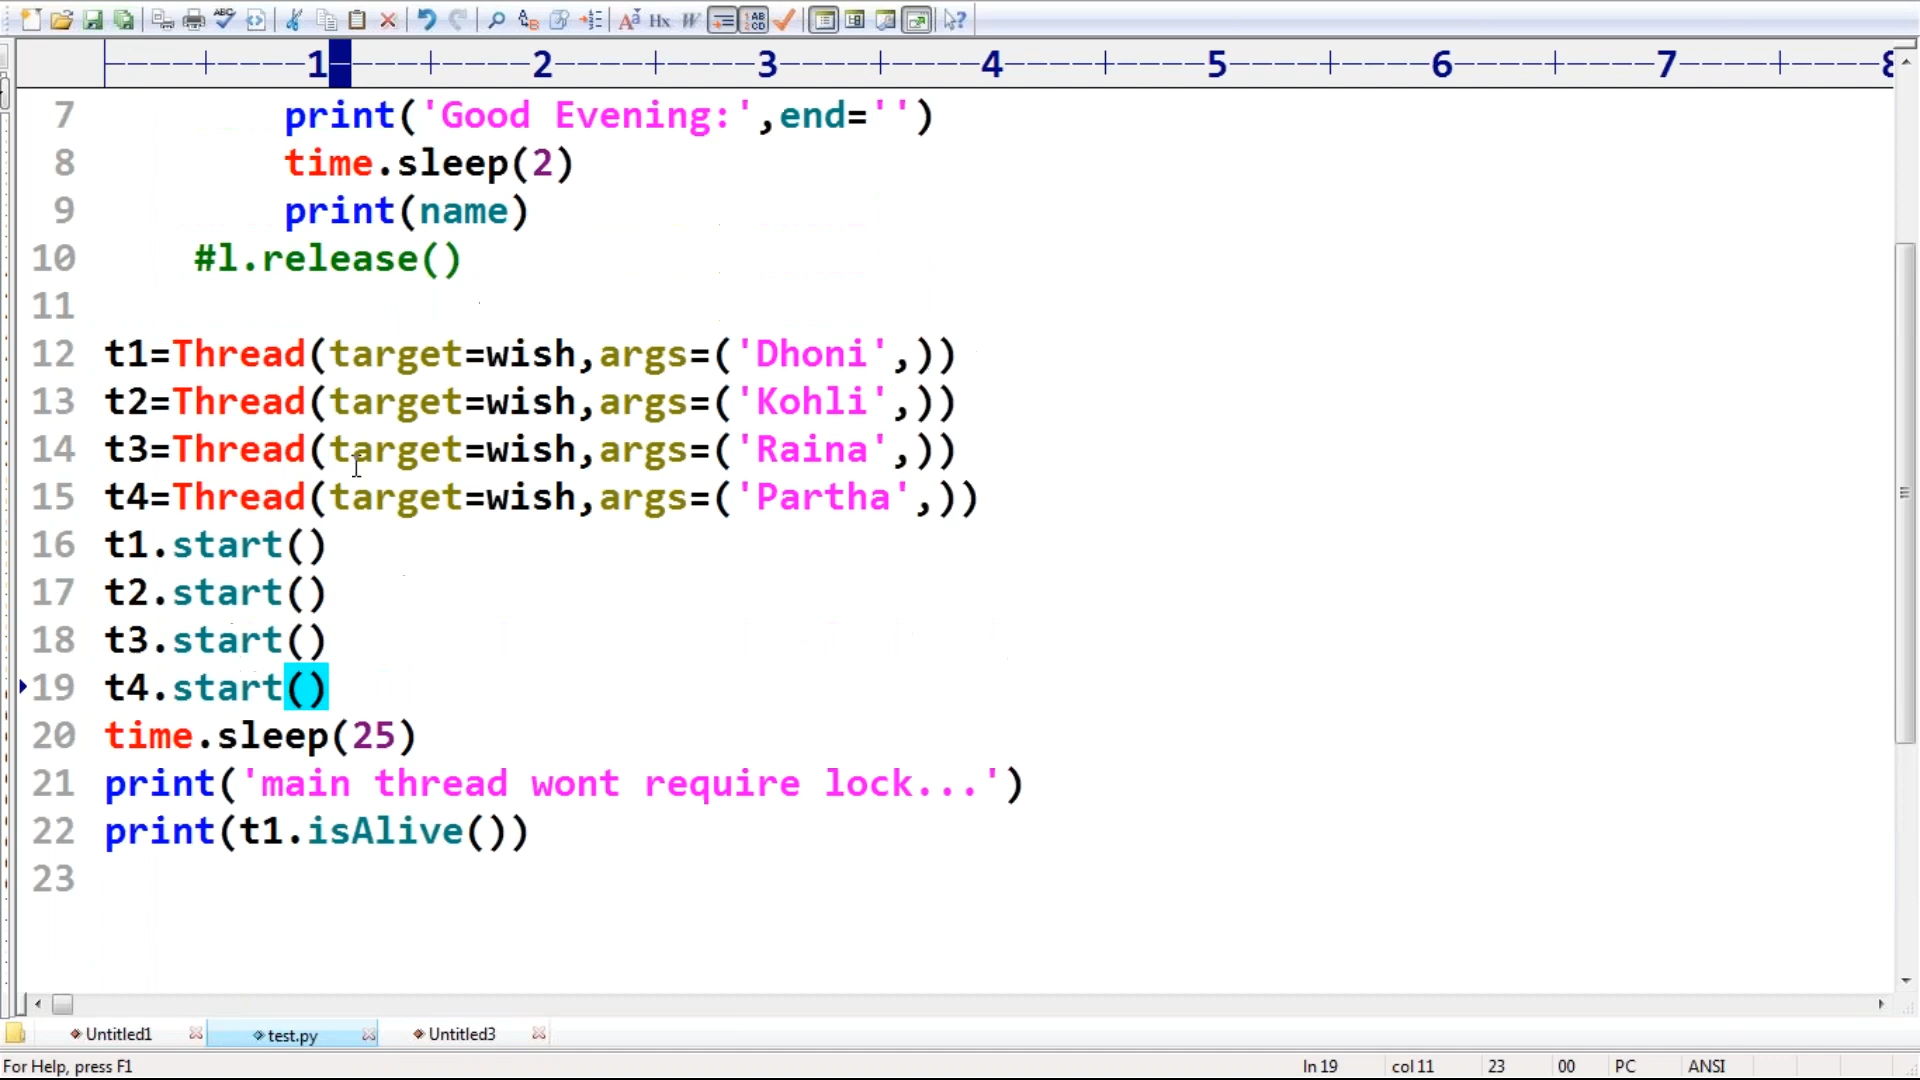 1 2 3 4 5 6 7 8
7 print('Good Evening:',end='')
8 time.sleep(2)
9 print(name)
10 #l.release()
11
12 t1=Thread(target=wish,args=('Dhoni',))
13 t2=Thread(target=wish,args=('Kohli',))
14 t3=Thread(target=wish,args=('Raina',))
15 t4=Thread(target=wish,args=('Partha',))
16 t1.start()
17 t2.start()
18 t3.start()
19 t4.start()
20 time.sleep(25)
21 print('main thread wont require lock...')
22 print(t1.isAlive())
23
Untitled1 test.py Untitled3
For Help, press F1 ln 19 col 11 23 00 PC ANSI